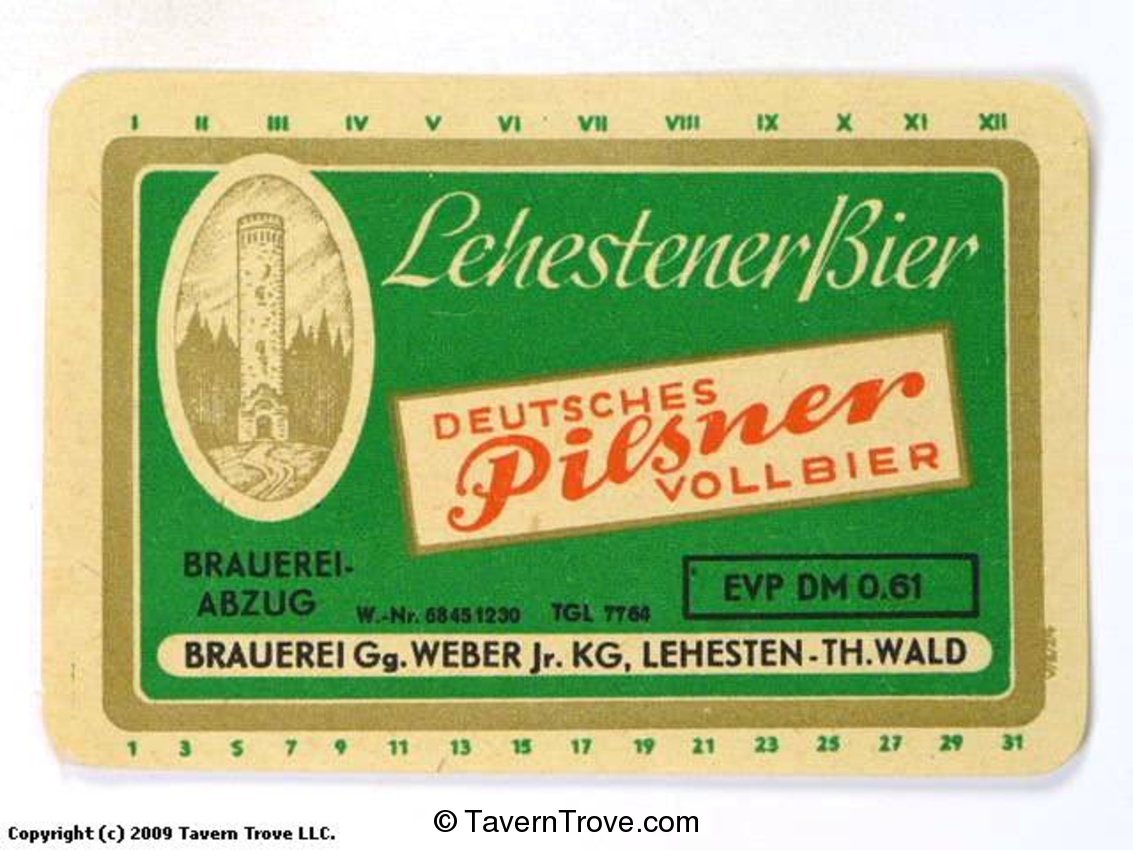 I II III IV V VI VII VIII IX X XI XII
Lehestener Bier
DEUTSCHES
Pilsner
VOLLBIER
BRAUEREI-
ABZUG
W.-Nr. 68451230 TGL 7764
EVP DM 0.61
BRAUEREI Gg. WEBER Jr. KG, LEHESTEN - TH. WALD
1 3 5 7 9 11 13 15 17 19 21 23 25 27 29 31
© TavernTrove.com
Copyright (c) 2009 Tavern Trove LLC.